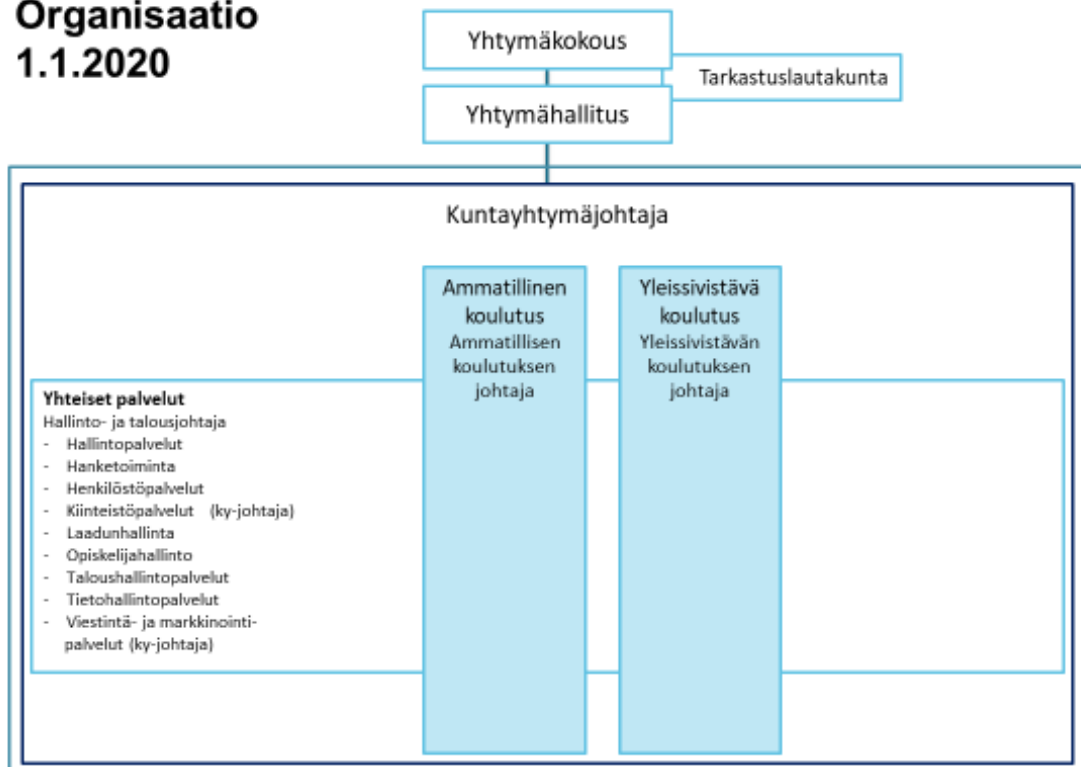 Organisaatio
1.1.2020
Yhtymäkokous
Tarkastuslautakunta
Yhtymähallitus
Kuntayhtymäjohtaja
Ammatillinen
koulutus
Ammatillisen
koulutuksen
johtaja
Yleissivistävä
koulutus
Yleissivistävän
koulutuksen
johtaja
Yhteiset palvelut
Hallinto- ja talousjohtaja
- Hallintopalvelut
- Hanketoiminta
- Henkilöstöpalvelut
- Kiinteistöpalvelut (ky-johtaja)
- Laadunhallinta
- Opiskelijahallinto
- Taloushallintopalvelut
- Tietohallintopalvelut
- Viestintä- ja markkinointi-
palvelut (ky-johtaja)